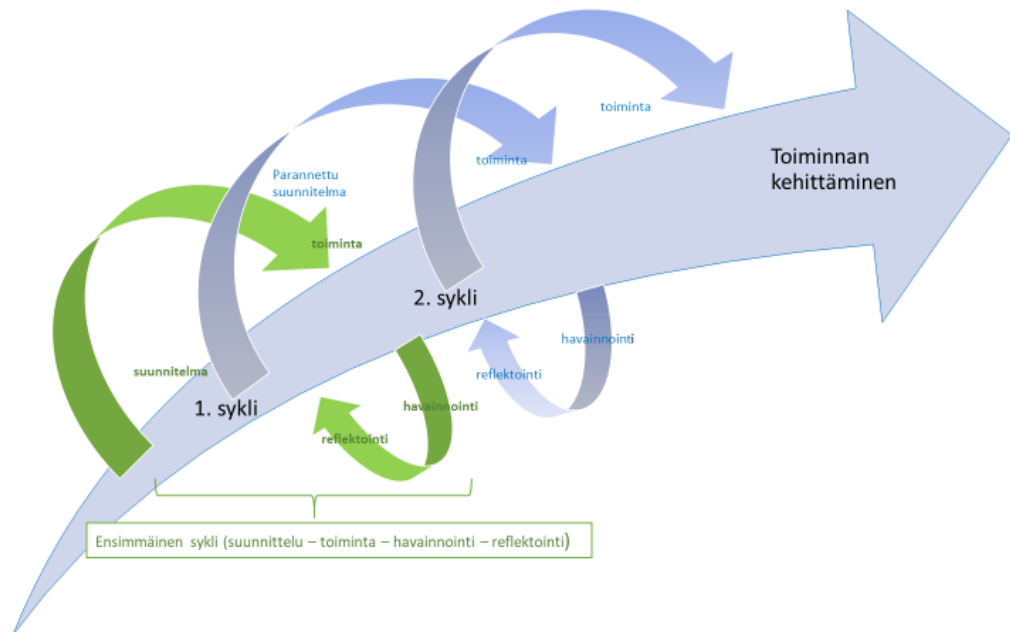 toiminta
Toiminnan
kehittäminen
toiminta
Parannettu
suunnitelma
toiminta
2. sykli
havainnointi
suunnitelma
reflektointi
1. sykli
havainnointi
reflektointi
Ensimmäinen sykli (suunnittelu – toiminta – havainnointi – reflektointi)